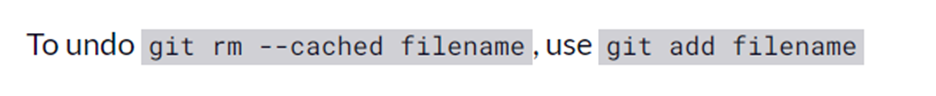 To undo git rm --cached filename, use git add filename